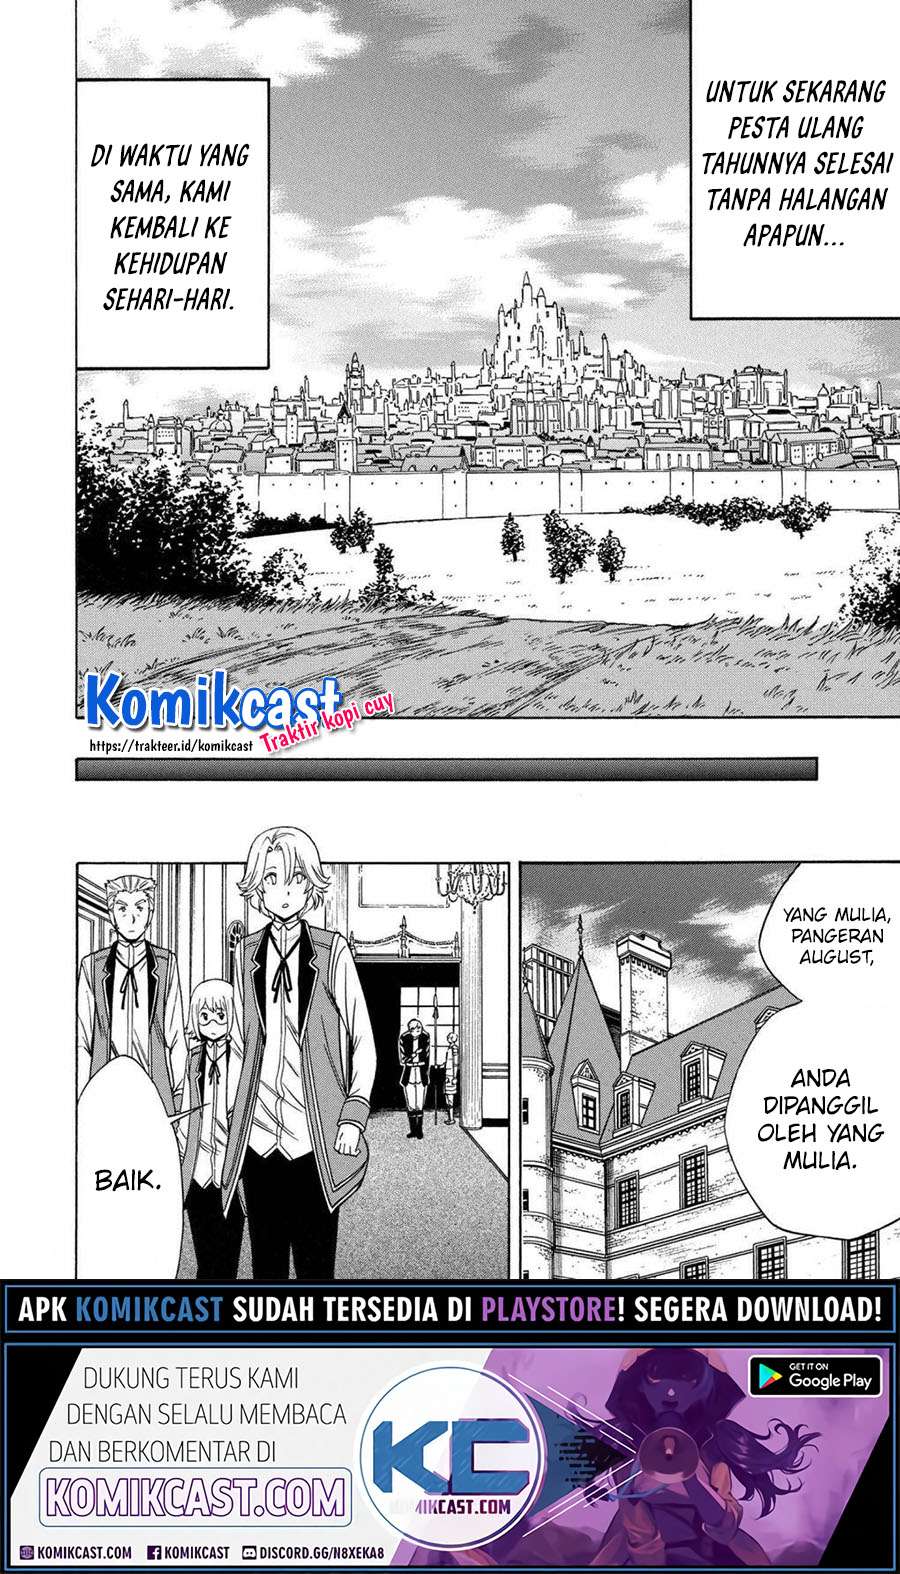 UNTUK SEKARANG
PESTA ULANG
TAHUNNYA SELESAI
TANPA HALANGAN
APAPUN...
DI WAKTU YANG
SAMA, KAMI
KEMBALI KE
KEHIDUPAN
SEHARI-HARI.
Komikcast
https://trakteer.id/komikcast
Traktir kopi cuy
YANG MULIA,
PANGERAN
AUGUST,
ANDA
DIPANGGIL
OLEH YANG
MULIA.
BAIK.
APK KOMIKCAST SUDAH TERSEDIA DI PLAYSTORE! SEGERA DOWNLOAD!
DUKUNG TERUS KAMI
DENGAN SELALU MEMBACA
DAN BERKOMENTAR DI
KOMIKCAST.COM
KOMIKCAST.COM KOMIKCAST DISCORD.GG/N8XEKA8
KC
KOMIKCAST.COM
GET IT ON
Google Play